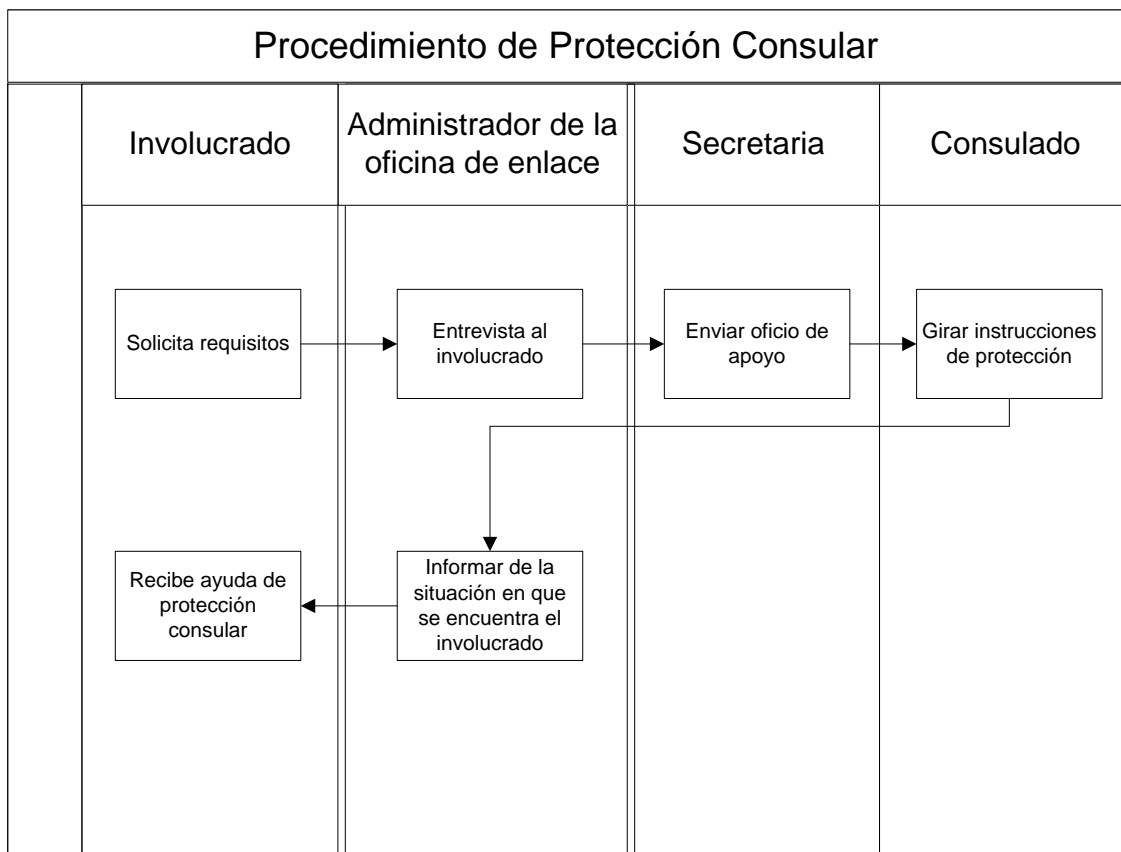 Procedimiento de Protección Consular
Involucrado
Administrador de la
oficina de enlace
Secretaria
Consulado
Solicita requisitos
Entrevista al
involucrado
Enviar oficio de
apoyo
Girar instrucciones
de protección
Recibe ayuda de
protección
consular
Informar de la
situación en que
se encuentra el
involucrado